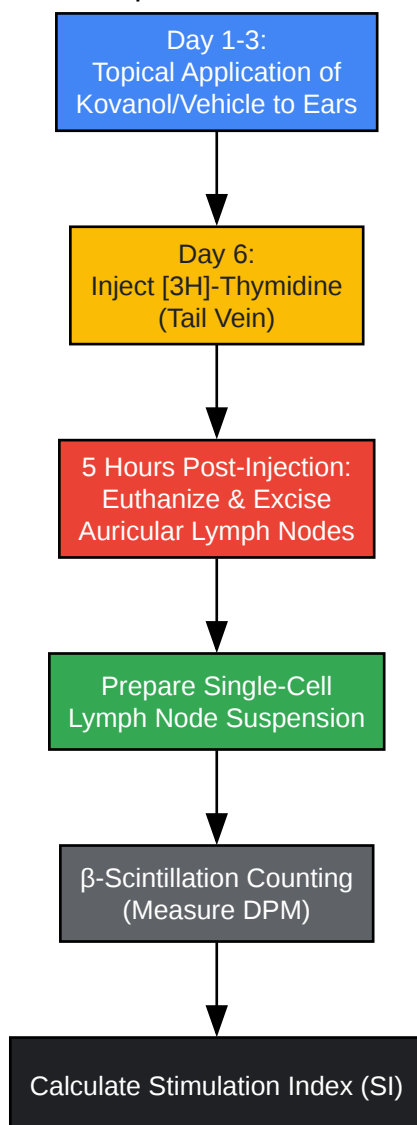 Day 1-3:
Topical Application of
Kovanol/Vehicle to Ears
Day 6:
Inject [3H]-Thymidine
(Tail Vein)
5 Hours Post-Injection:
Euthanize & Excise
Auricular Lymph Nodes
Prepare Single-Cell
Lymph Node Suspension
β-Scintillation Counting
(Measure DPM)
Calculate Stimulation Index (SI)